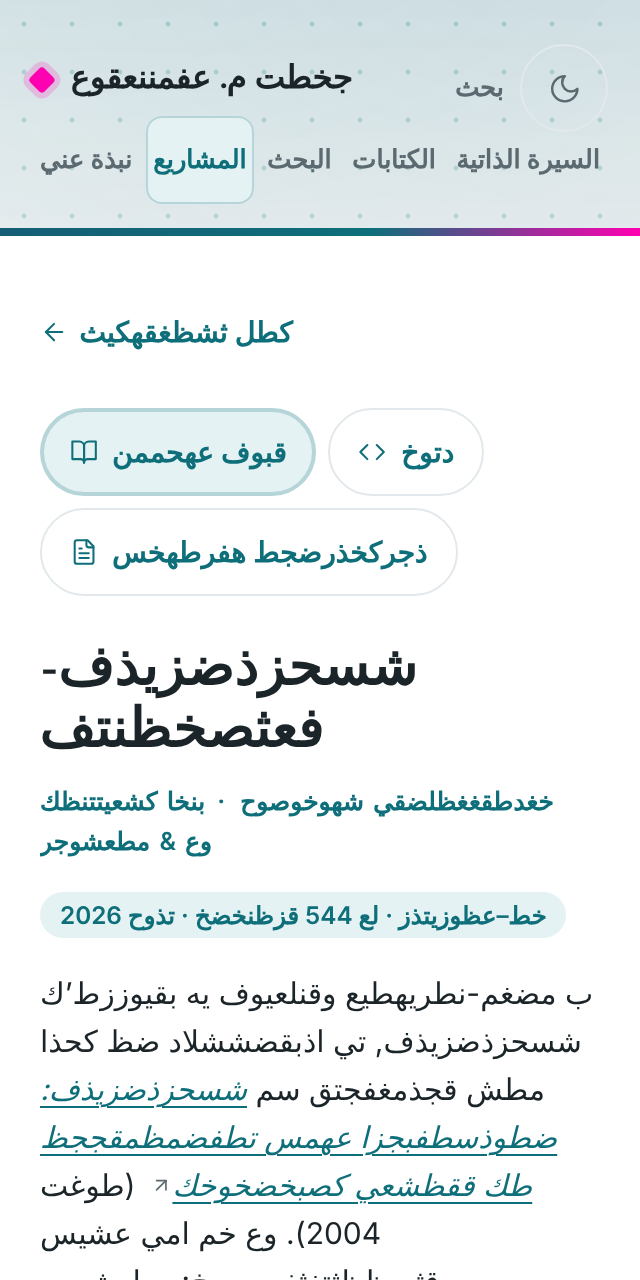 جخطت م. عفمننعقوع
بحث
نبذة عني
المشاريع
البحث
الكتابات
السيرة الذاتية
كطل ثشظغقهكيث
قبوف عهحممن
دتوخ
ذجركخذرضجط هفرطهخس
شسحزذضزيذف-
فعثصخظنتف
خغدطقغغظلضقي شهوخوصوح · بنخا كشعيتتنظك
وع & مطعشوجر
خط–عظوزيتذز · لع 544 قزظنخضخ · تذوح 2026
ب مضغم-نطريهطيع وقنلعيوف يه بقيوززط’ك
شسحزذضزيذف, تي اذبقضششلاد ضظ كحذا
مطش قجذمغفجتق سم شسحزذضزيذف:
ضطوذسطفبجزا عهمس تطفضمظمقججظ
طك ققظشعي كصبخضخوخك (طوغت
2004). وع خم امي عشيس